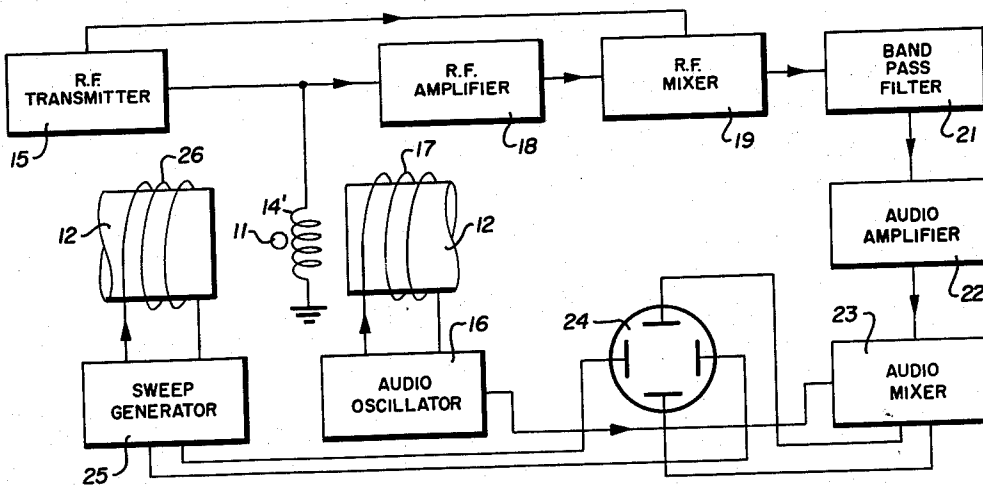 R.F.
TRANSMITTER
15
R.F.
AMPLIFIER
18
R.F.
MIXER
19
BAND
PASS
FILTER
21
26
12
11
14'
17
12
AUDIO
AMPLIFIER
22
SWEEP
GENERATOR
25
AUDIO
OSCILLATOR
16
24
23
AUDIO
MIXER